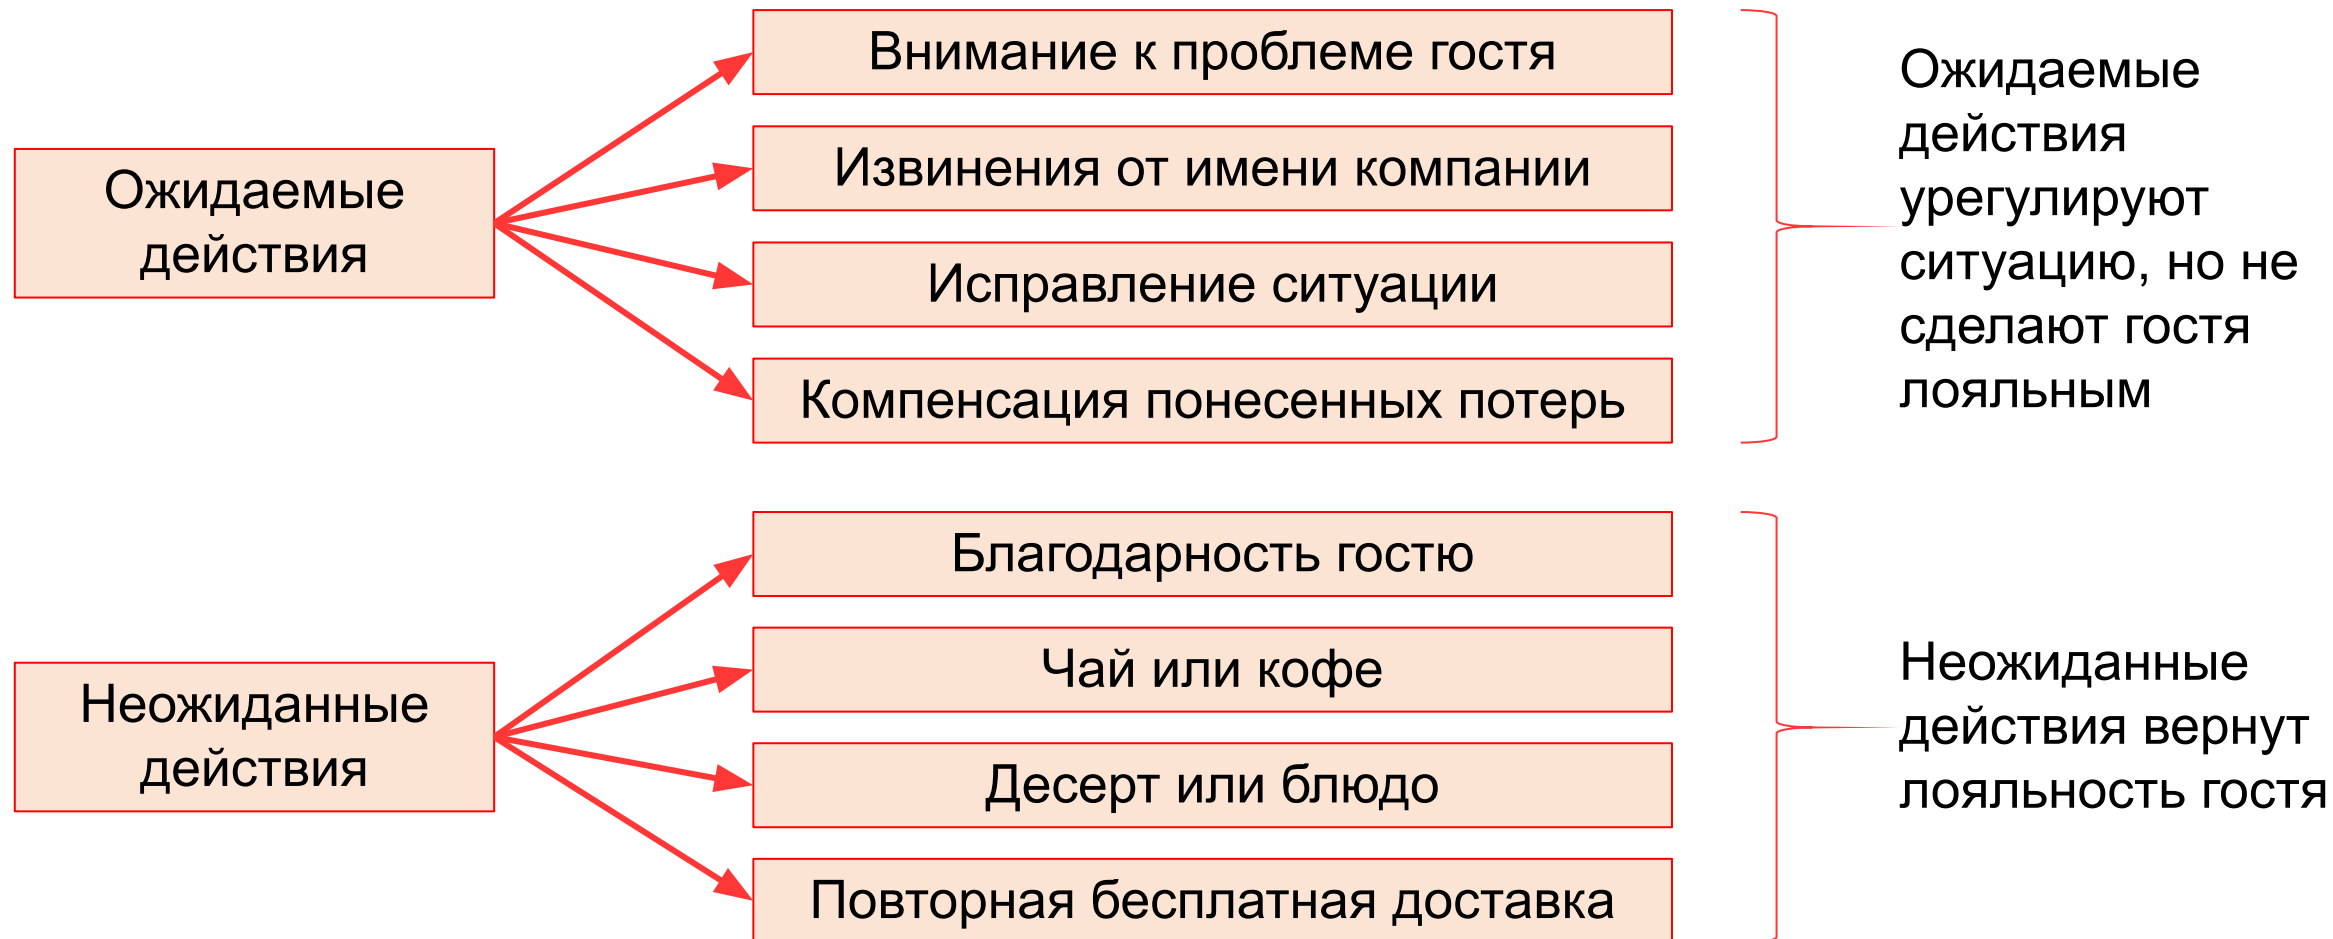 Ожидаемые
действия
Внимание к проблеме гостя
Извинения от имени компании
Исправление ситуации
Компенсация понесенных потерь
Ожидаемые
действия
урегулируют
ситуацию, но не
сделают гостя
лояльным
Неожиданные
действия
Благодарность гостю
Чай или кофе
Десерт или блюдо
Повторная бесплатная доставка
Неожиданные
действия вернут
лояльность гостя